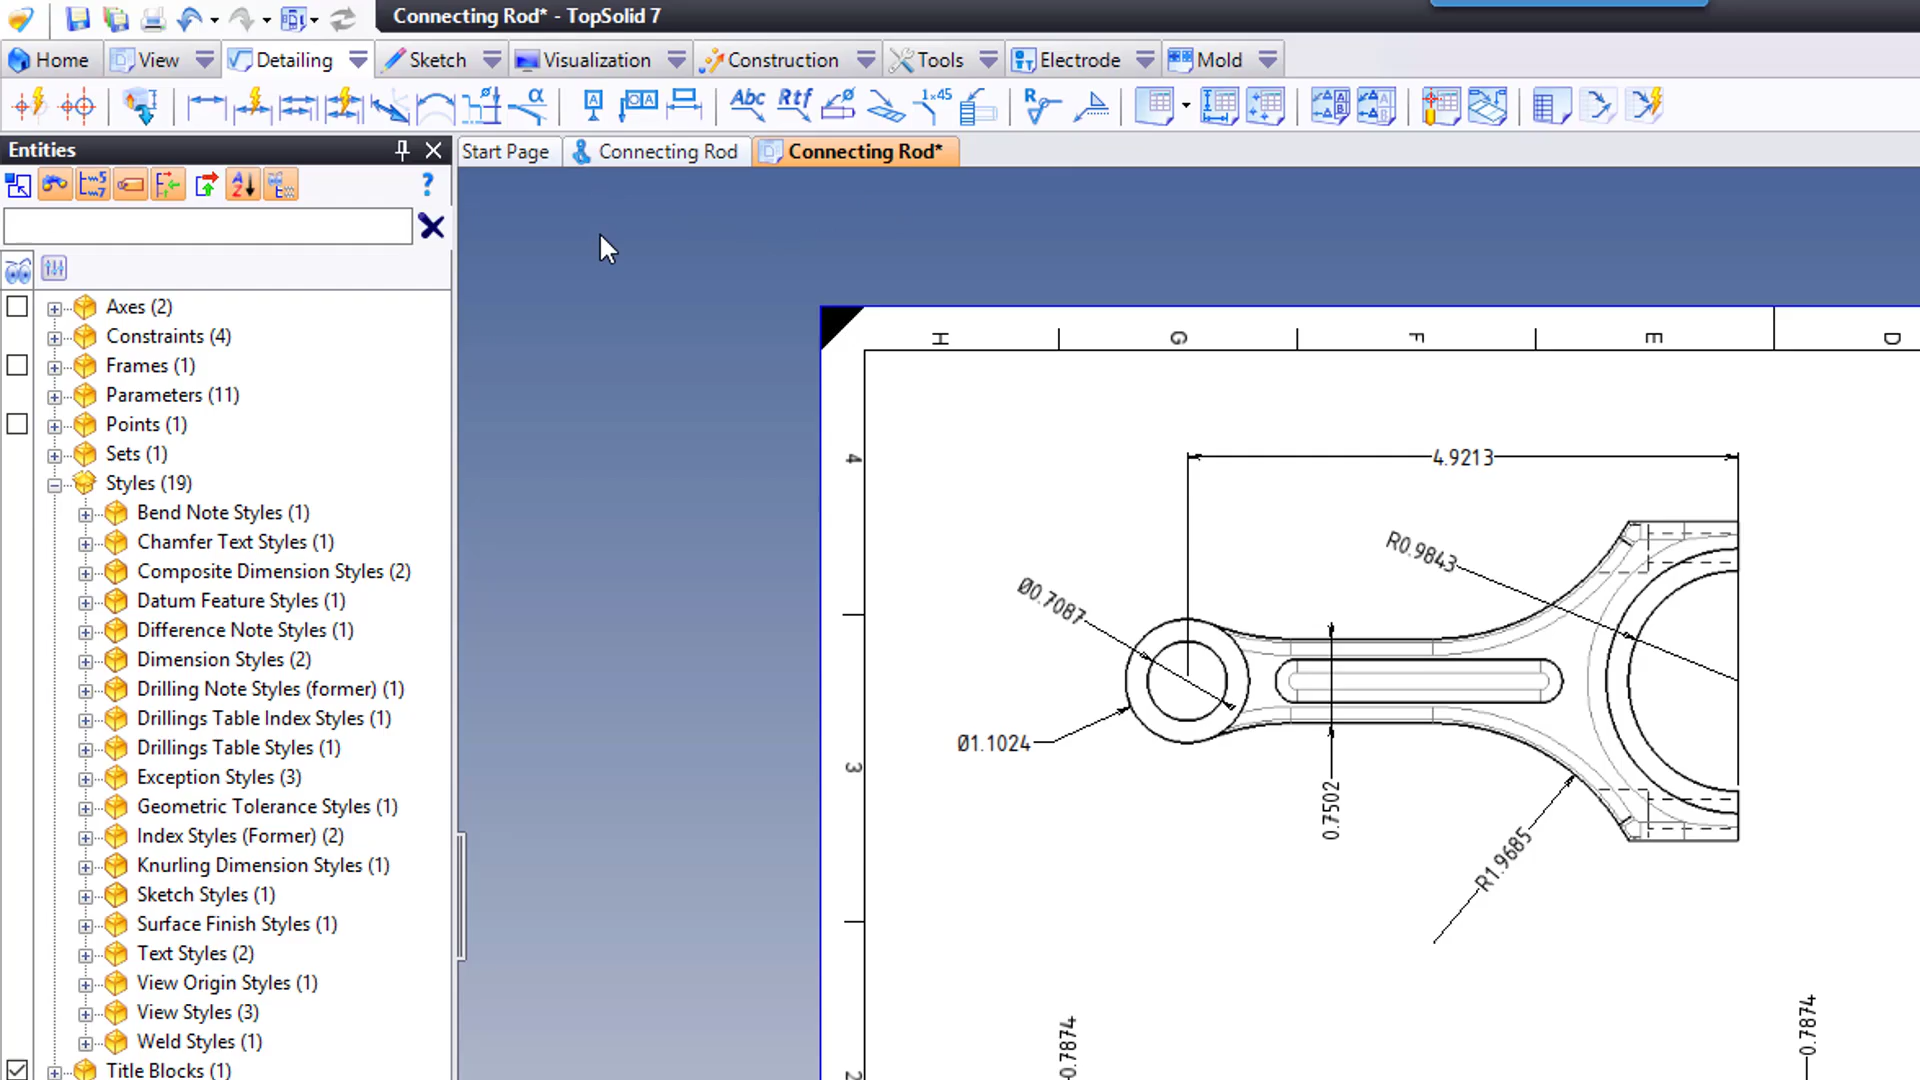 Connecting Rod* - TopSolid 7
Home View Detailing Sketch Visualization Construction Tools Electrode Mold
α A ⌖A Abc Rtf 1x45 R
Entities
Start Page Connecting Rod Connecting Rod*
Axes (2)
Constraints (4)
Frames (1)
Parameters (11)
Points (1)
Sets (1)
Styles (19)
Bend Note Styles (1)
Chamfer Text Styles (1)
Composite Dimension Styles (2)
Datum Feature Styles (1)
Difference Note Styles (1)
Dimension Styles (2)
Drilling Note Styles (former) (1)
Drillings Table Index Styles (1)
Drillings Table Styles (1)
Exception Styles (3)
Geometric Tolerance Styles (1)
Index Styles (Former) (2)
Knurling Dimension Styles (1)
Sketch Styles (1)
Surface Finish Styles (1)
Text Styles (2)
View Origin Styles (1)
View Styles (3)
Weld Styles (1)
Title Blocks (1)
H G F E D
4
3
2
4.9213
R0.9843
Ø0.7087
Ø1.1024
0.7502
R1.9685
0.7874
0.7874